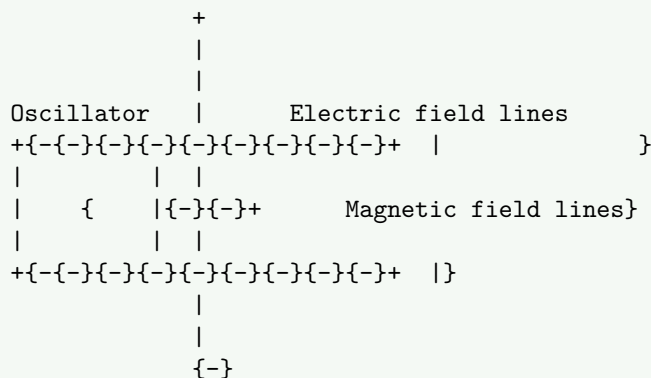 +
|
|
Oscillator | Electric field lines
+{-{-}{-}{-}{-}{-}{-}{-}{-}+ | }
| | |
| { |{-}{-}+ Magnetic field lines}
| | |
+{-{-}{-}{-}{-}{-}{-}{-}{-}+ |}
|
|
{-}